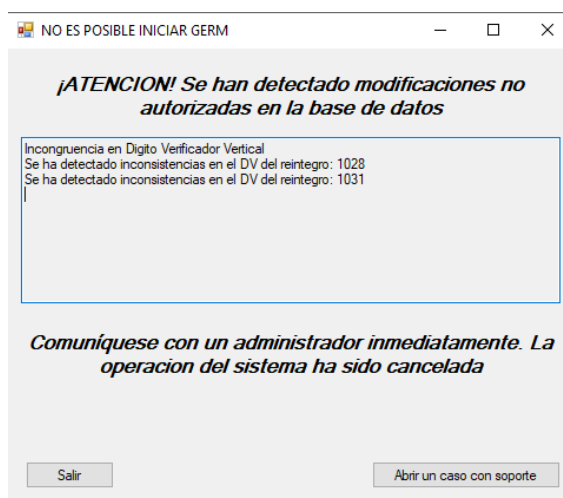 NO ES POSIBLE INICIAR GERM
¡ATENCION! Se han detectado modificaciones no
autorizadas en la base de datos
Incongruencia en Digito Verificador Vertical
Se ha detectado inconsistencias en el DV del reintegro: 1028
Se ha detectado inconsistencias en el DV del reintegro: 1031
Comuníquese con un administrador inmediatamente. La
operacion del sistema ha sido cancelada
Salir
Abrir un caso con soporte